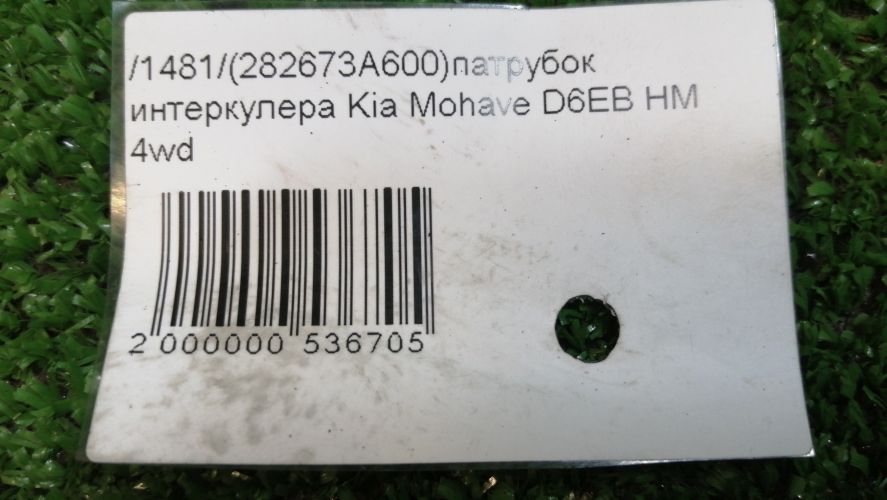 /1481/(282673A600)патрубок
интеркулера Kia Mohave D6EB HM
4wd
2 000000 536705